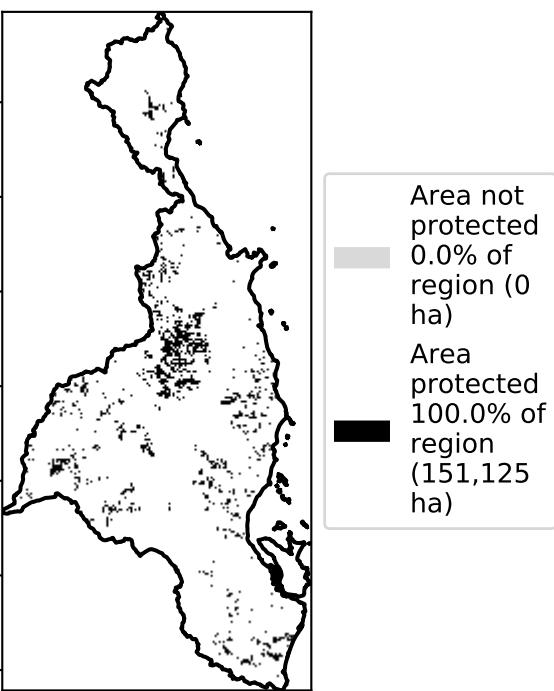 Area not
protected
0.0% of
region (0
ha)
Area
protected
100.0% of
region
(151,125
ha)